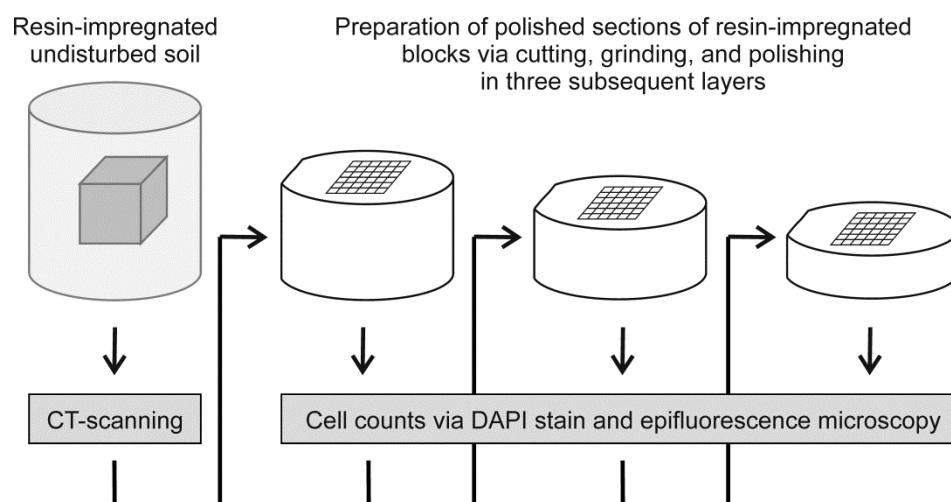 Resin-impregnated
undisturbed soil
Preparation of polished sections of resin-impregnated
blocks via cutting, grinding, and polishing
in three subsequent layers
CT-scanning
Cell counts via DAPI stain and epifluorescence microscopy